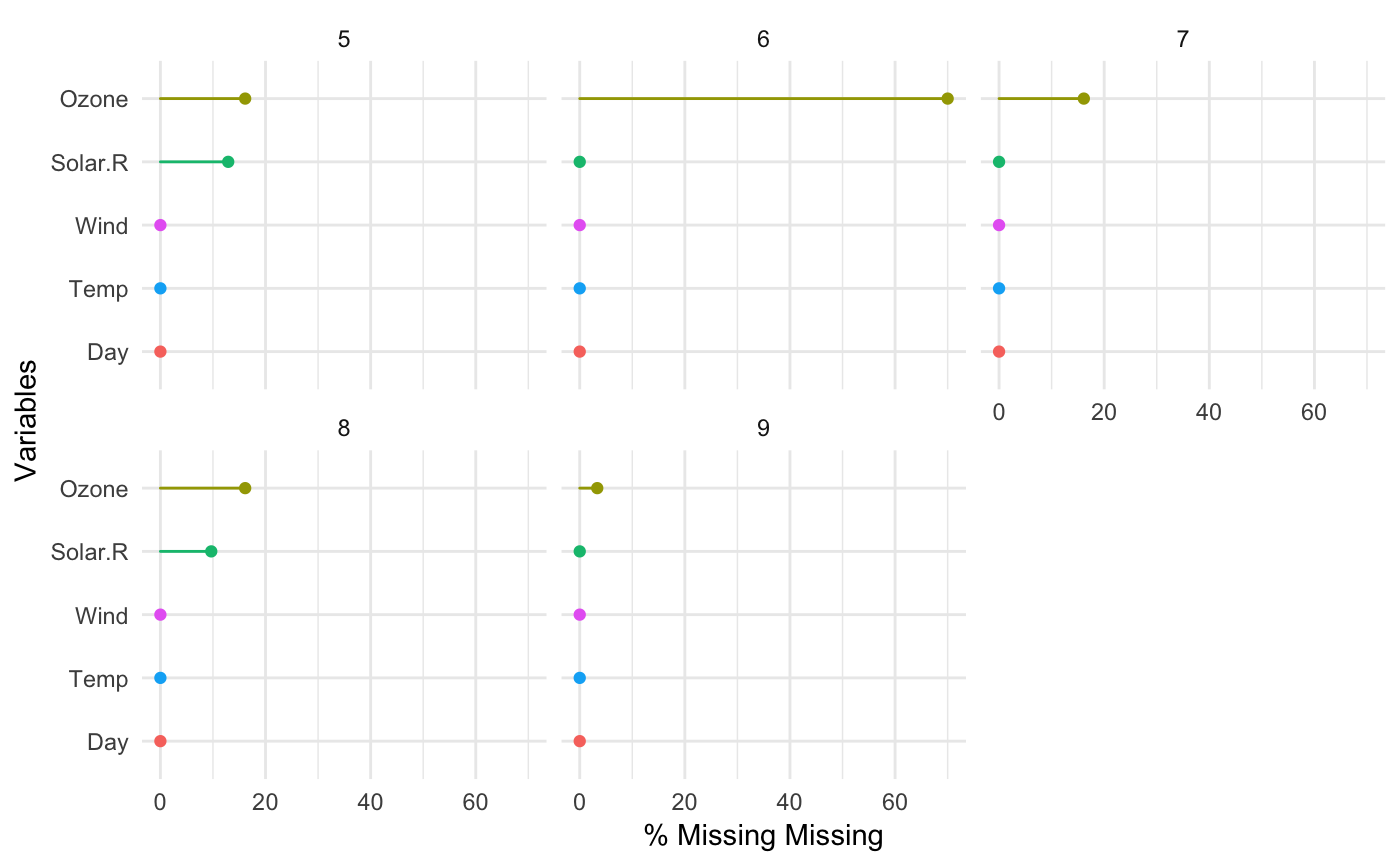 5 6 7
Ozone
Solar.R
Wind
Temp
Day
0 20 40 60
8 9
Ozone
Solar.R
Wind
Temp
Day
0 20 40 60 0 20 40 60
% Missing Missing
Variables